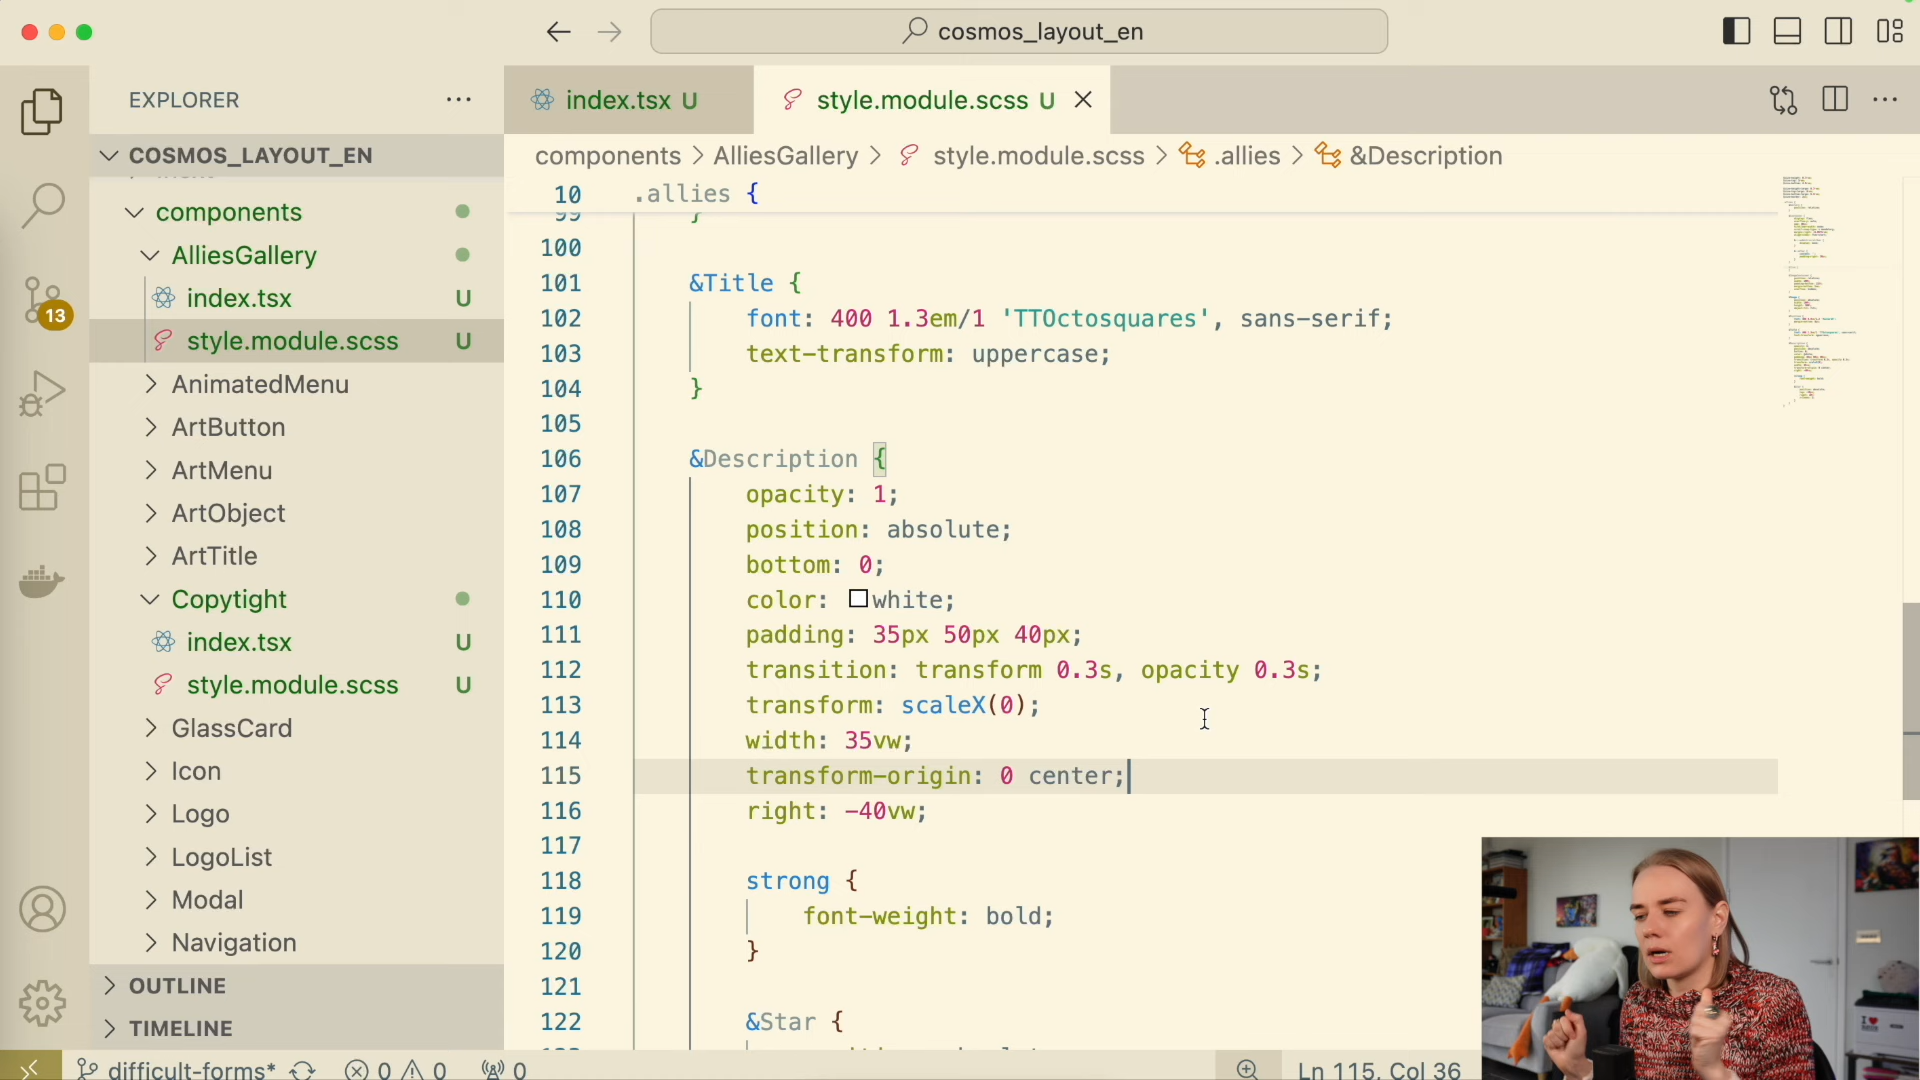 cosmos_layout_en
EXPLORER
index.tsx U
style.module.scss U
COSMOS_LAYOUT_EN
components > AlliesGallery > style.module.scss > .allies > &Description
components
AlliesGallery
index.tsx U
style.module.scss U
AnimatedMenu
ArtButton
ArtMenu
ArtObject
ArtTitle
Copytight
index.tsx U
style.module.scss U
GlassCard
Icon
Logo
LogoList
Modal
Navigation
OUTLINE
TIMELINE
13
10 .allies {
99 }
100
101 &Title {
102 font: 400 1.3em/1 'TTOctosquares', sans-serif;
103 text-transform: uppercase;
104 }
105
106 &Description {
107 opacity: 1;
108 position: absolute;
109 bottom: 0;
110 color: white;
111 padding: 35px 50px 40px;
112 transition: transform 0.3s, opacity 0.3s;
113 transform: scaleX(0);
114 width: 35vw;
115 transform-origin: 0 center;
116 right: -40vw;
117
118 strong {
119 font-weight: bold;
120 }
121
122 &Star {
difficult-forms* 0 0 0
Ln 115, Col 36